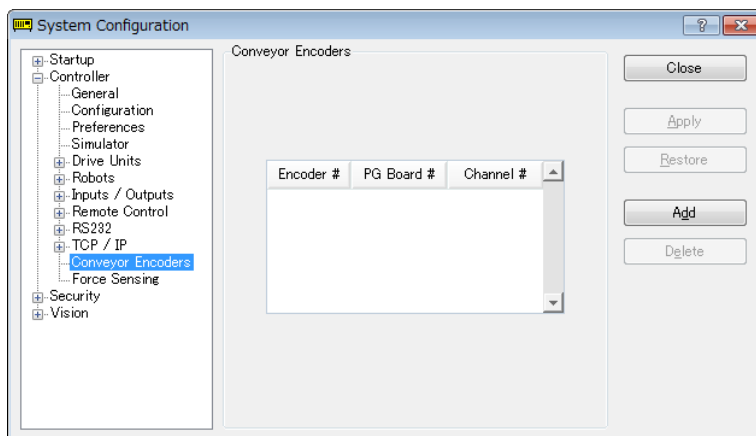 System Configuration
Startup
Controller
General
Configuration
Preferences
Simulator
Drive Units
Robots
Inputs / Outputs
Remote Control
RS232
TCP / IP
Conveyor Encoders
Force Sensing
Security
Vision
Conveyor Encoders
Encoder # PG Board # Channel #
Close
Apply
Restore
Add
Delete